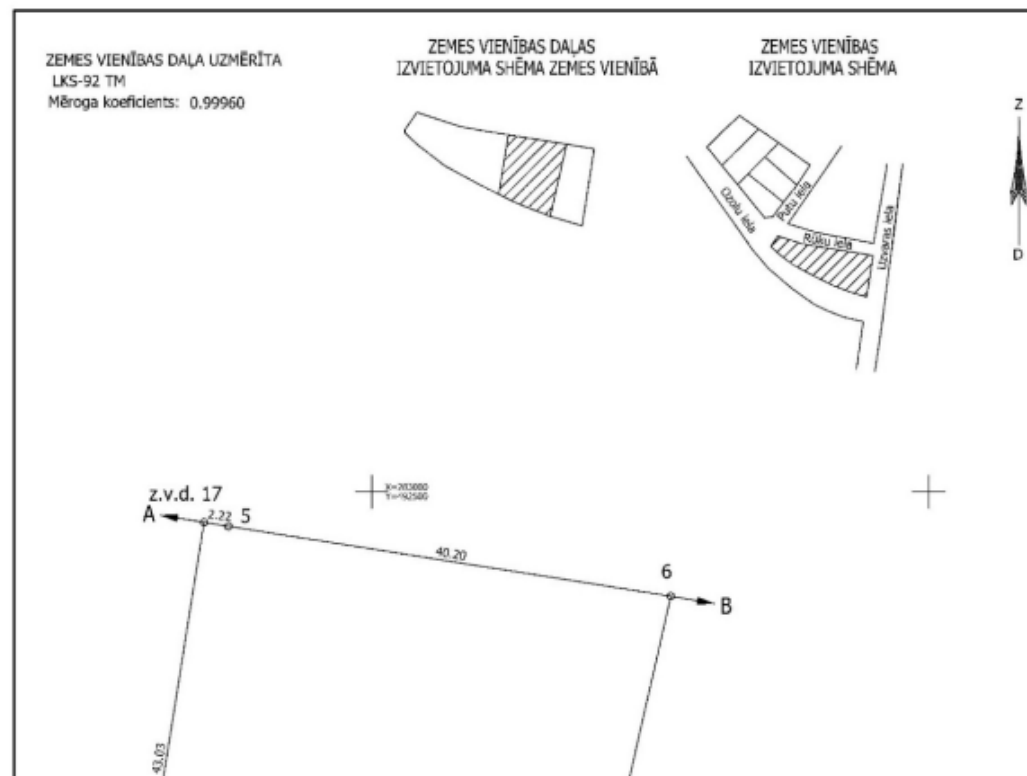 ZEMES VIENĪBAS DAĻA UZMĒRĪTA
LKS-92 TM
Mēroga koeficients: 0.99960
ZEMES VIENĪBAS DAĻAS
IZVIETOJUMA SHĒMA ZEMES VIENĪBĀ
ZEMES VIENĪBAS
IZVIETOJUMA SHĒMA
Z
D
Ozolu iela
Putu iela
Rūķu iela
Uzvaras iela
X=203000
Y=492500
z.v.d. 17
A
2.22
5
40.20
6
B
43.03